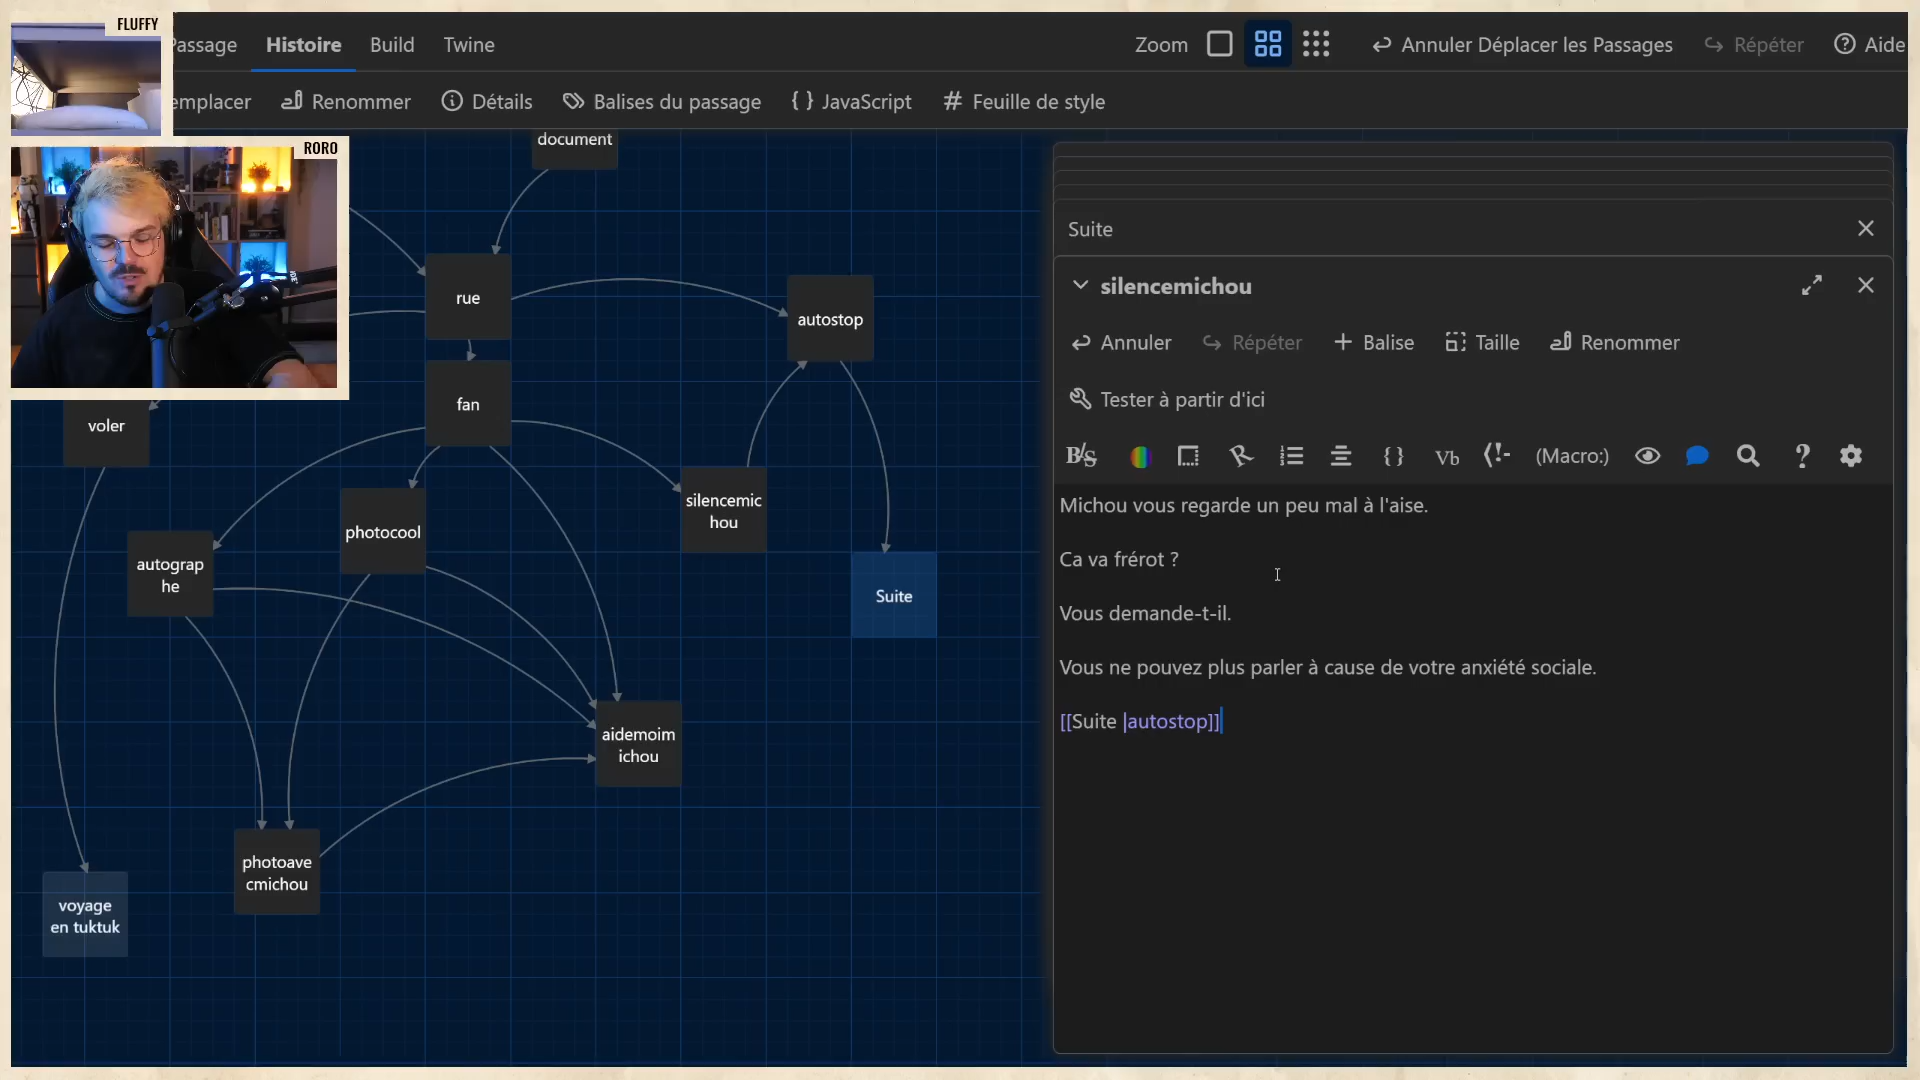 FLUFFY
Passage
Histoire
Build
Twine
Zoom
Annuler Déplacer les Passages
Répéter
Aide
emplacer
Renommer
Détails
Balises du passage
{ } JavaScript
# Feuille de style
RORO
document
rue
autostop
fan
voler
silencemic
hou
photocool
autograp
he
Suite
aidemoim
ichou
photoave
cmichou
voyage
en tuktuk
Suite
silencemichou
Annuler
Répéter
Balise
Taille
Renommer
Tester à partir d'ici
(Macro:)
Michou vous regarde un peu mal à l'aise.
Ca va frérot ?
Vous demande-t-il.
Vous ne pouvez plus parler à cause de votre anxiété sociale.
[[Suite |autostop]]